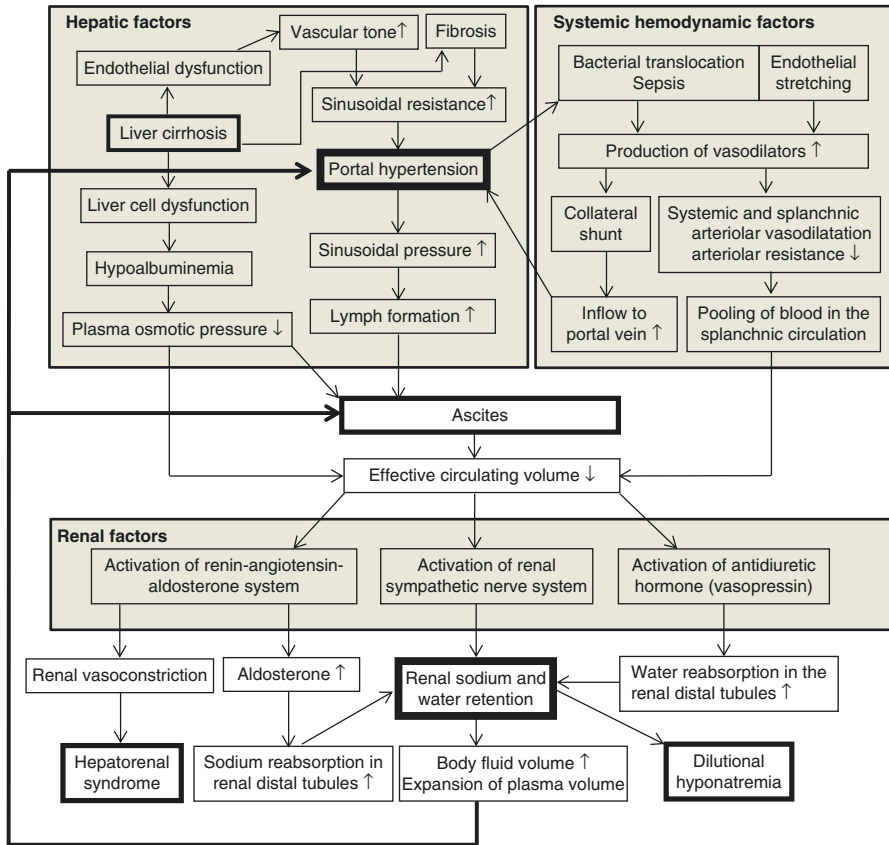 Hepatic factors
Vascular tone↑
Fibrosis
Endothelial dysfunction
Sinusoidal resistance↑
Liver cirrhosis
Portal hypertension
Liver cell dysfunction
Sinusoidal pressure ↑
Hypoalbuminemia
Lymph formation ↑
Plasma osmotic pressure ↓
Systemic hemodynamic factors
Bacterial translocation
Sepsis
Endothelial
stretching
Production of vasodilators ↑
Collateral
shunt
Systemic and splanchnic
arteriolar vasodilatation
arteriolar resistance ↓
Inflow to
portal vein ↑
Pooling of blood in the
splanchnic circulation
Ascites
Effective circulating volume ↓
Renal factors
Activation of renin-angiotensin-
aldosterone system
Activation of renal
sympathetic nerve system
Activation of antidiuretic
hormone (vasopressin)
Renal vasoconstriction
Aldosterone ↑
Renal sodium and
water retention
Water reabsorption in the
renal distal tubules ↑
Hepatorenal
syndrome
Sodium reabsorption in
renal distal tubules ↑
Body fluid volume ↑
Expansion of plasma volume
Dilutional
hyponatremia